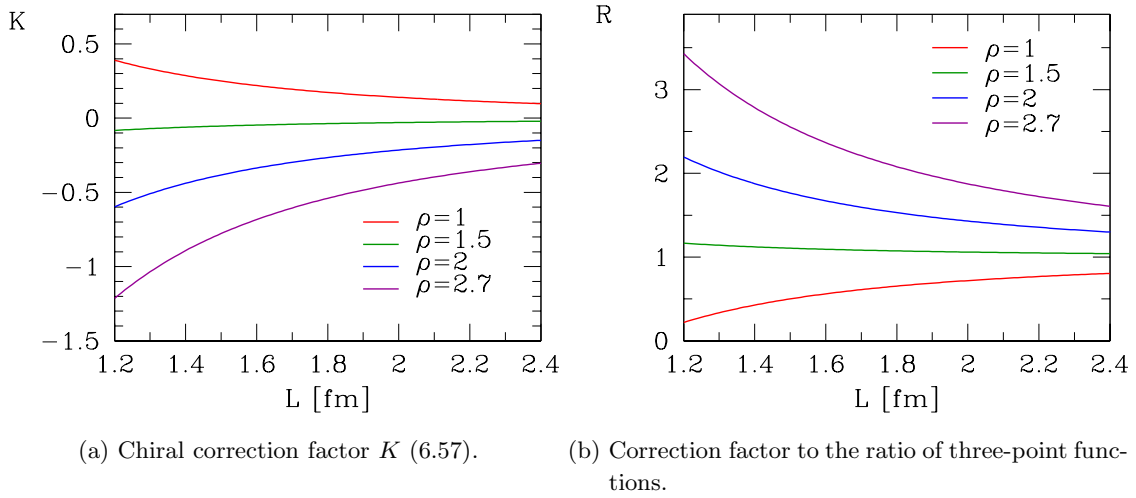 K
0.5
0
−0.5
−1
−1.5
1.2 1.4 1.6 1.8 2 2.2 2.4
L [fm]
ρ=1
ρ=1.5
ρ=2
ρ=2.7
(a) Chiral correction factor K (6.57).
R
3
2
1
0
1.2 1.4 1.6 1.8 2 2.2 2.4
L [fm]
ρ=1
ρ=1.5
ρ=2
ρ=2.7
(b) Correction factor to the ratio of three-point func-
tions.